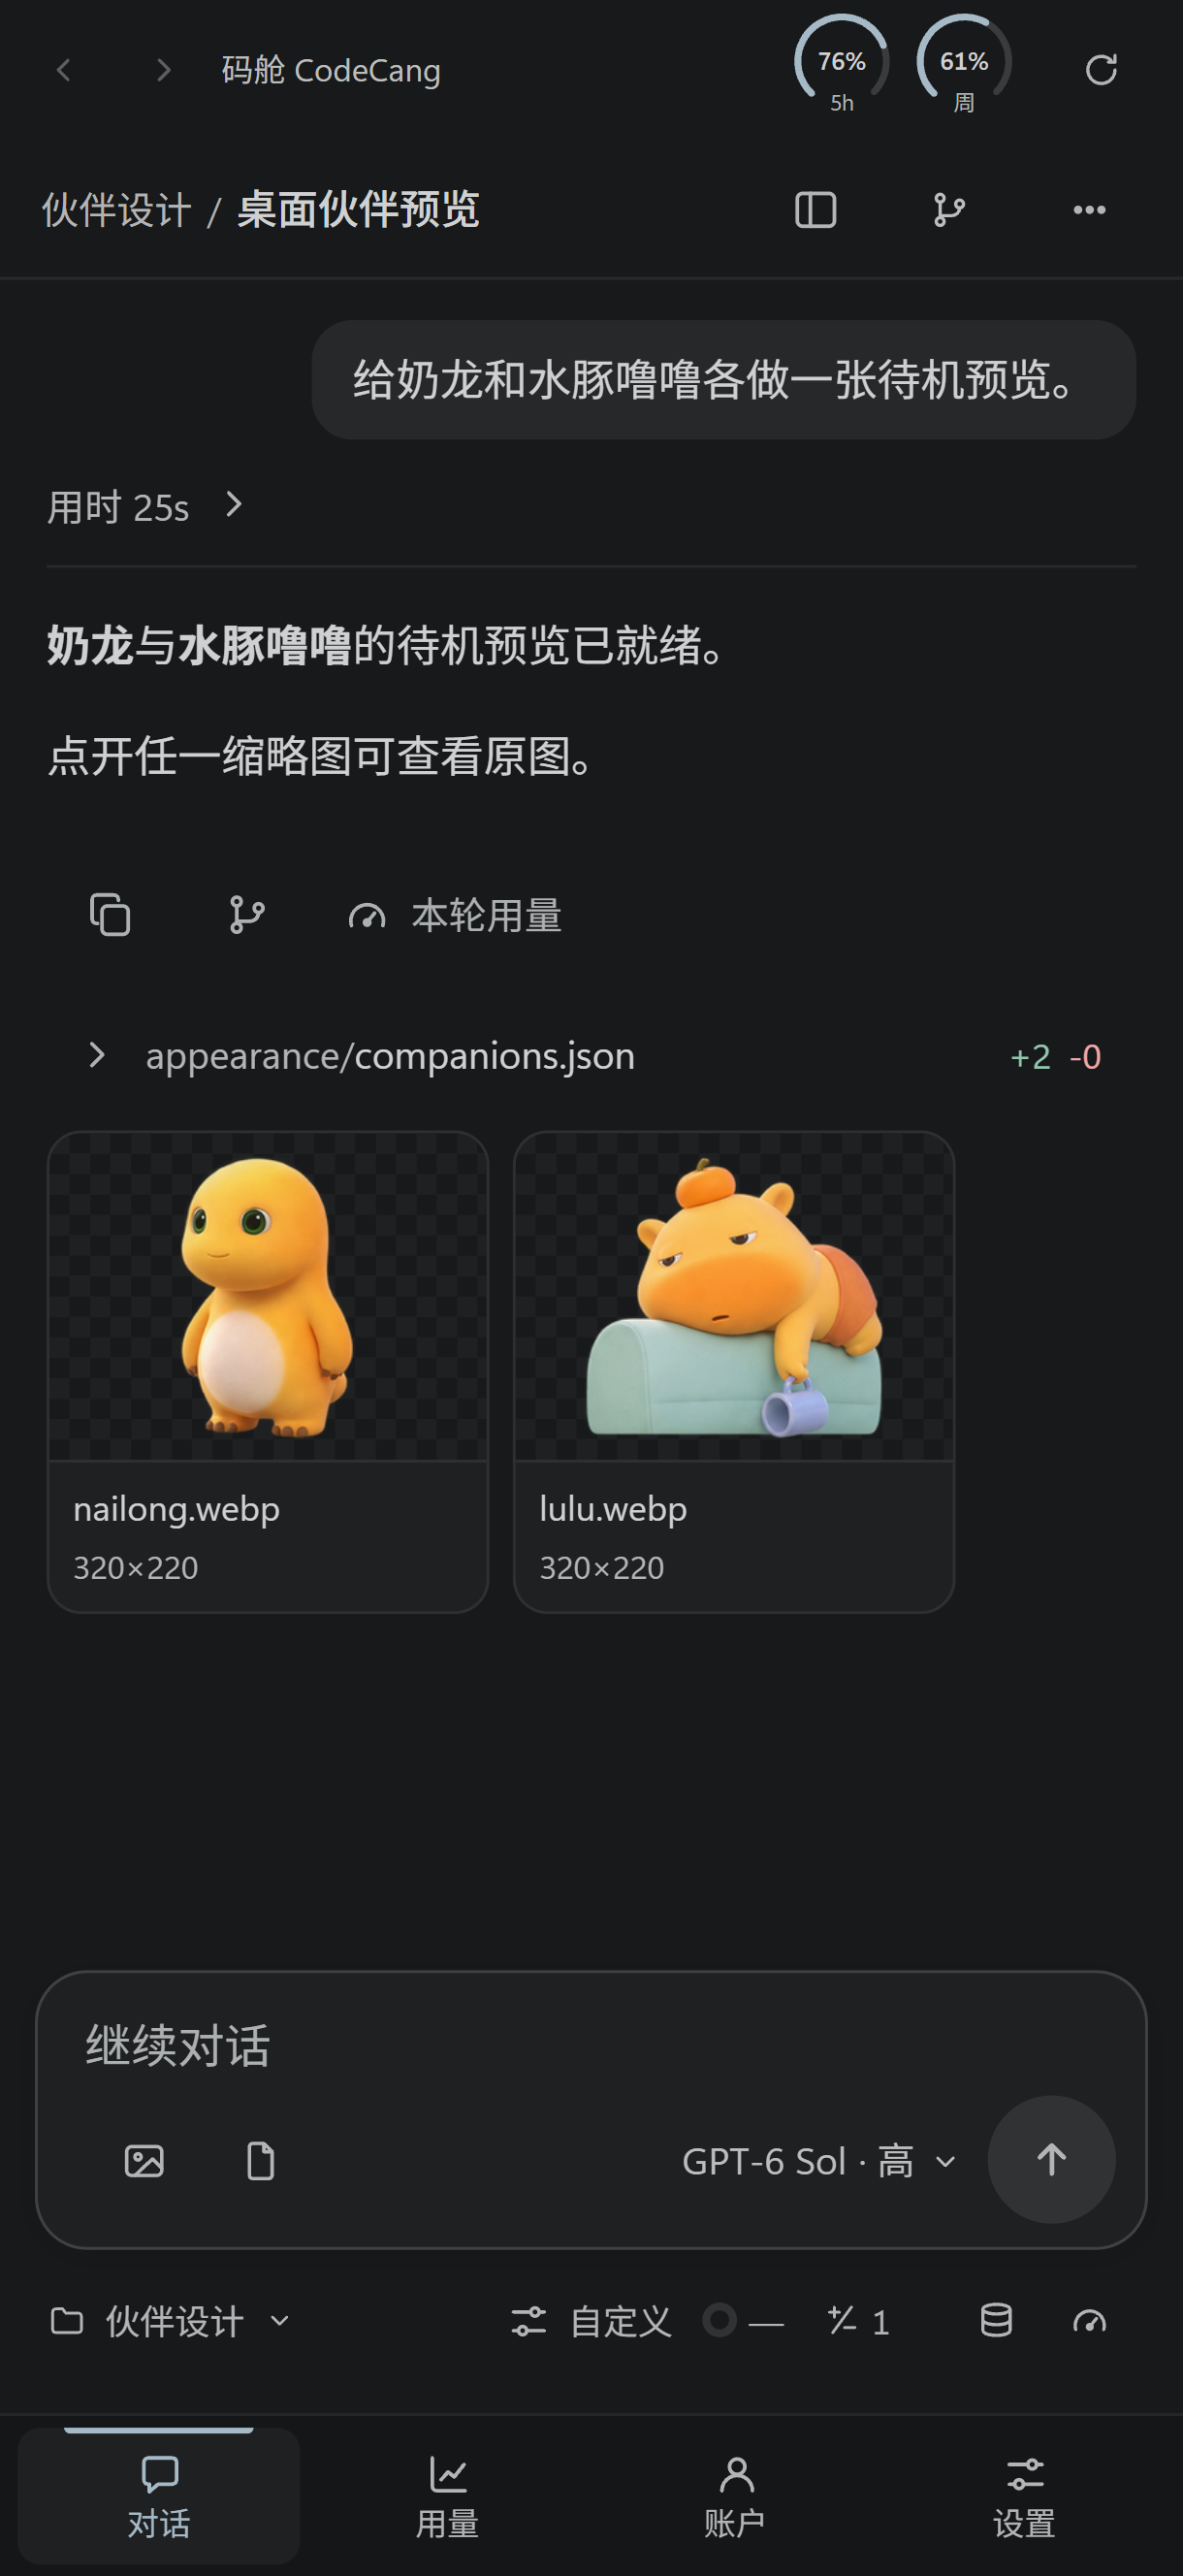 码舱 CodeCang
76%
5h
61%
周
伙伴设计 / 桌面伙伴预览
给奶龙和水豚噜噜各做一张待机预览。
用时 25s
奶龙与水豚噜噜的待机预览已就绪。
点开任一缩略图可查看原图。
本轮用量
appearance/companions.json +2 -0
nailong.webp
320×220
lulu.webp
320×220
继续对话
GPT-6 Sol · 高
伙伴设计
自定义
—
1
对话
用量
账户
设置